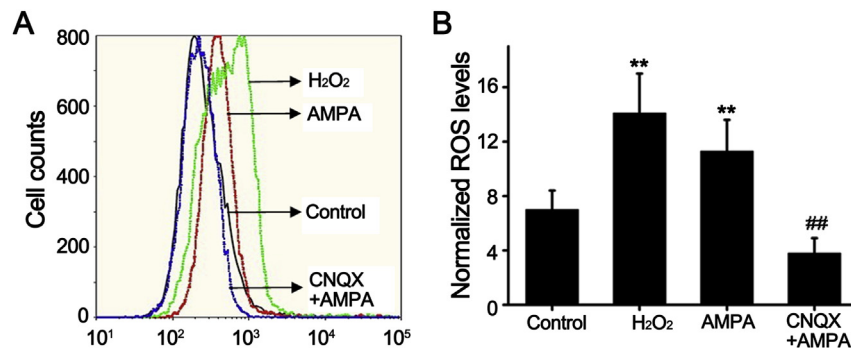 A
Cell counts
800
600
400
200
0
10¹ 10² 10³ 10⁴ 10⁵
H₂O₂
AMPA
Control
CNQX
+AMPA
B
Normalized ROS levels
16
12
8
4
0
**
**
##
Control H₂O₂ AMPA CNQX
+AMPA